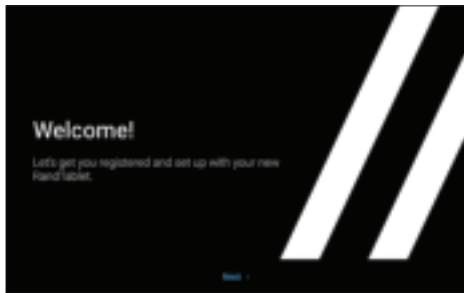 Welcome!
Let's get you registered and set up with your new
Rand Tablet.
Next ›